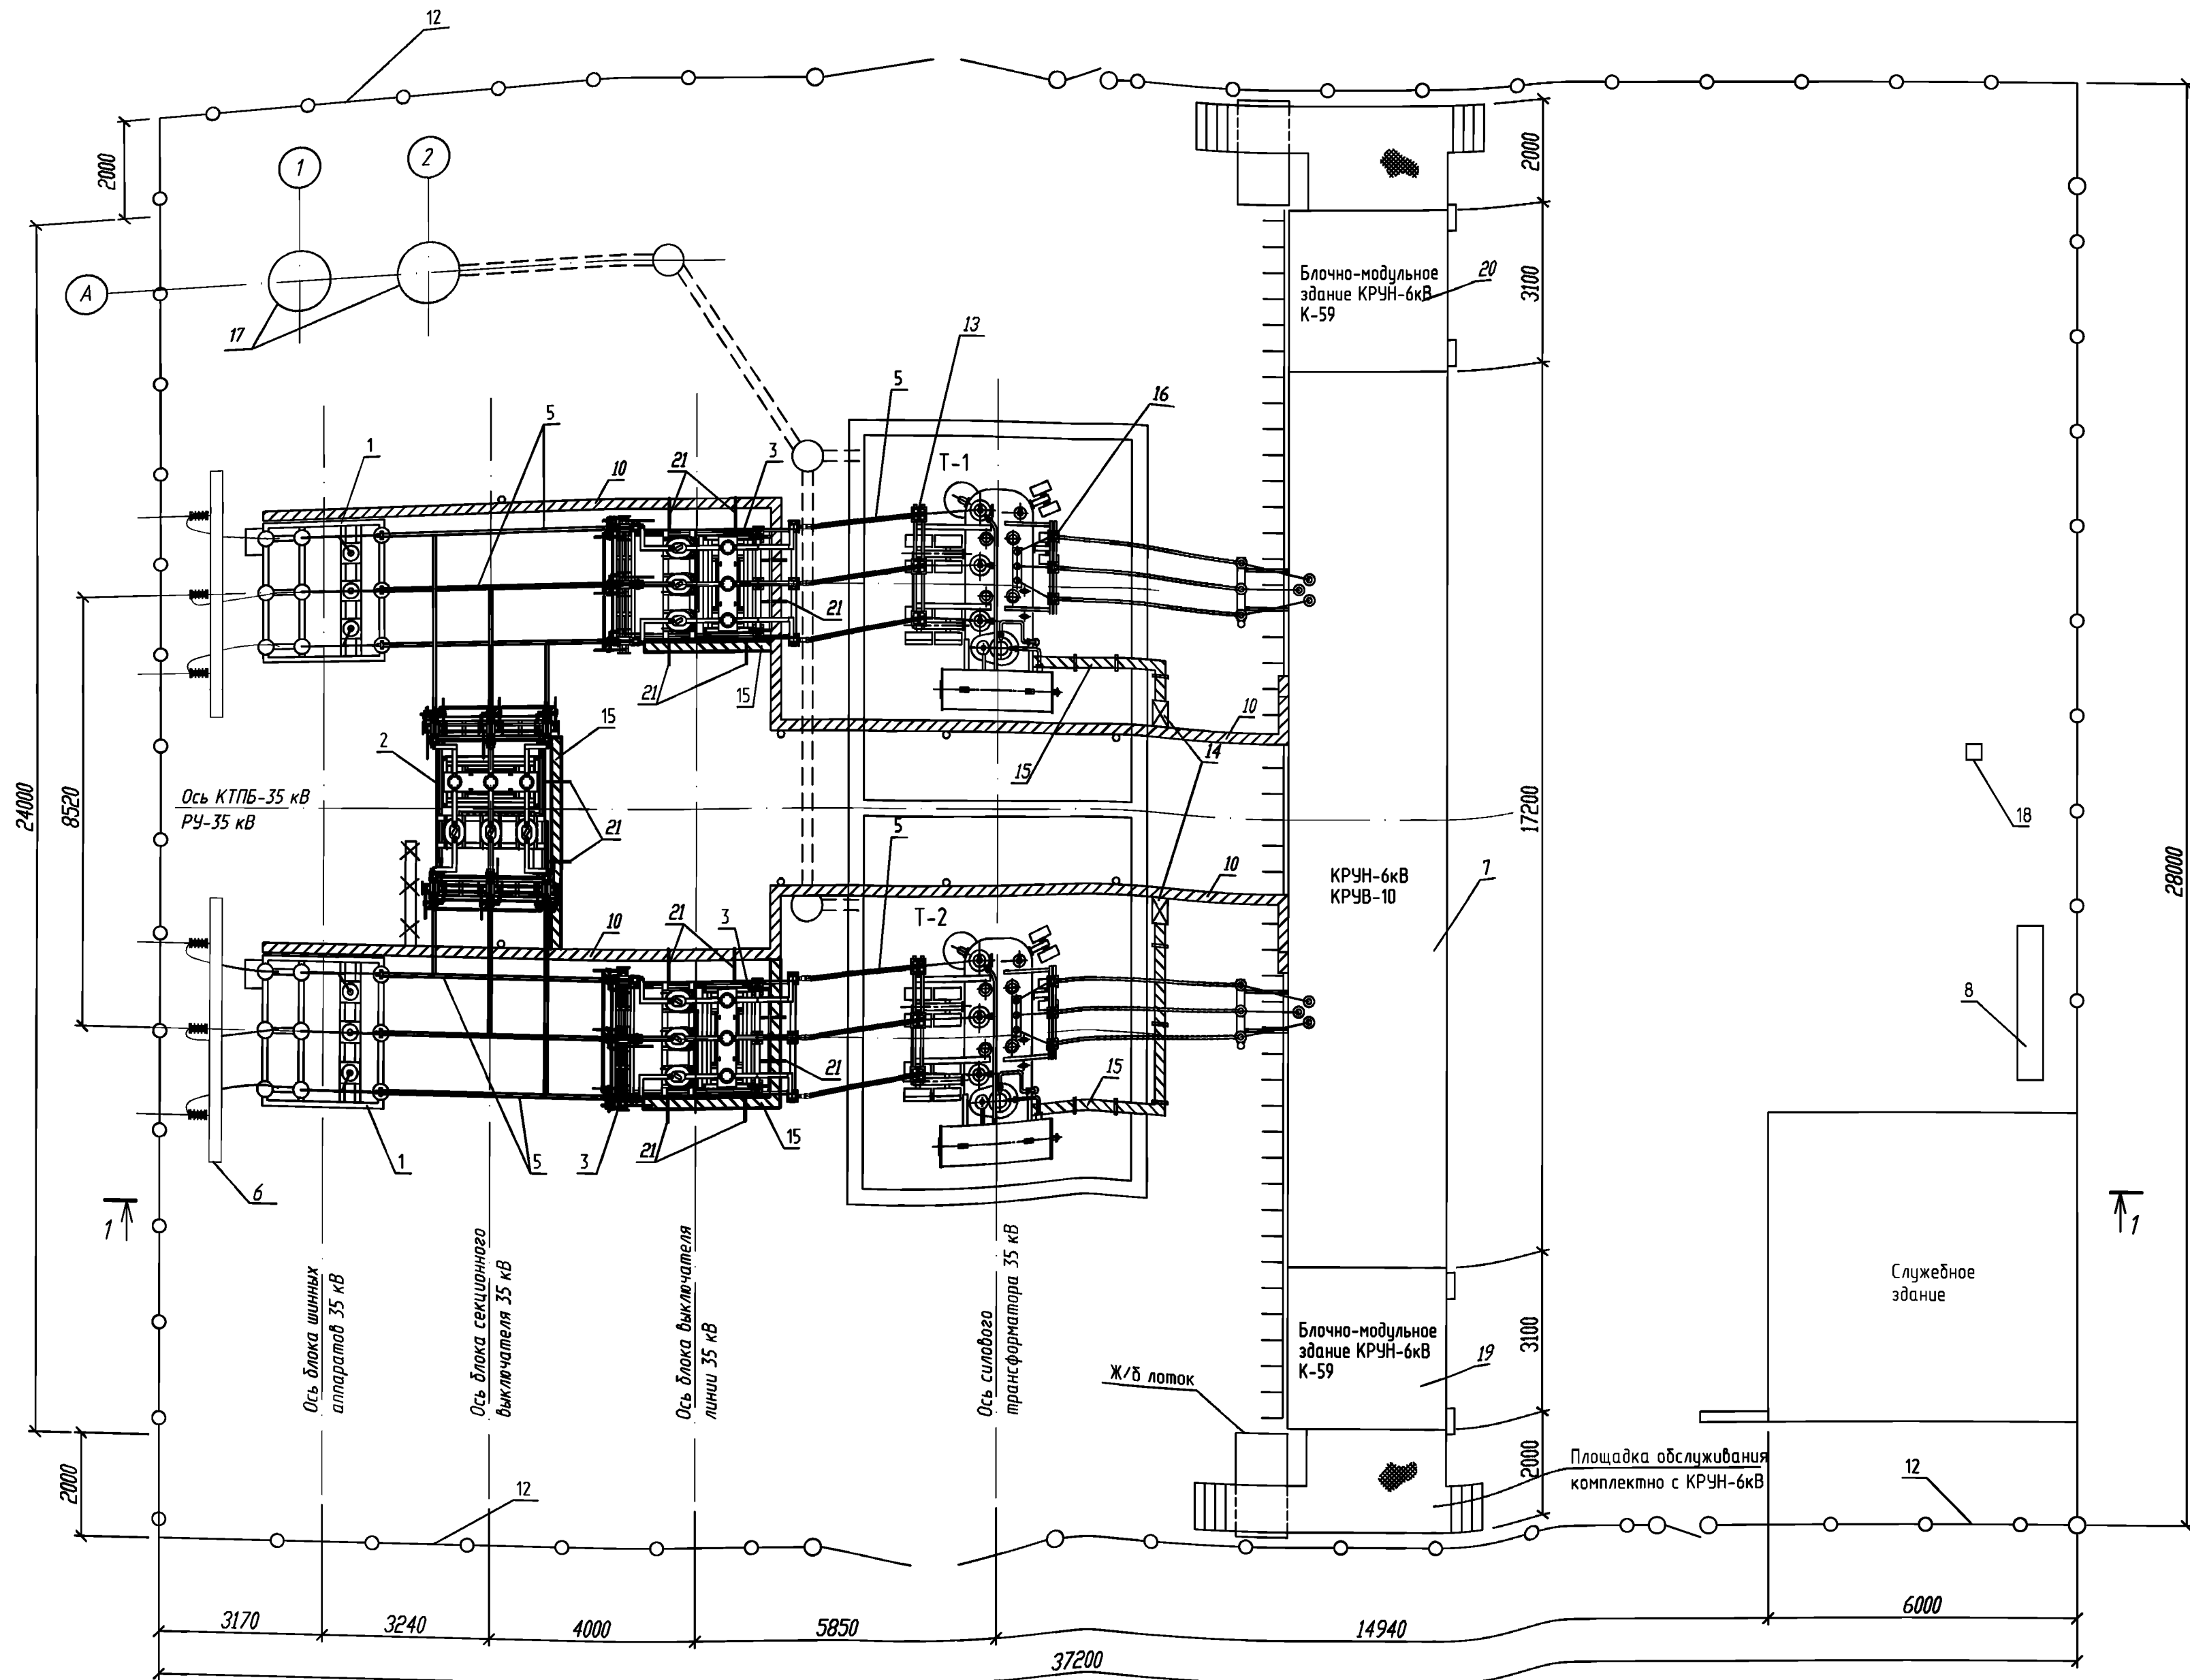 12
1
2
2000
2000
А
17
20
Блочно-модульное
здание КРУН-6кВ
К-59
3100
13
5
16
5
1
10
21
3
Т-1
21
21
15
10
15
2
14
15
Ось КТПБ-35 кВ
РУ-35 кВ
21
24000
8520
17200
18
28000
5
КРУН-6кВ
КРУВ-10
7
10
Т-2
10
21
3
8
21
15
15
21
5
3
1
6
1
1
Ось блока шинных
аппаратов 35 кВ
Ось блока секционного
выключателя 35 кВ
Ось блока выключателя
линии 35 кВ
Ось силового
трансформатора 35 кВ
Служебное
здание
Блочно-модульное
здание КРУН-6кВ
К-59
19
3100
Ж/б лоток
2000
2000
Площадка обслуживания
комплектно с КРУН-6кВ
12
12
3170
3240
4000
5850
14940
6000
37200